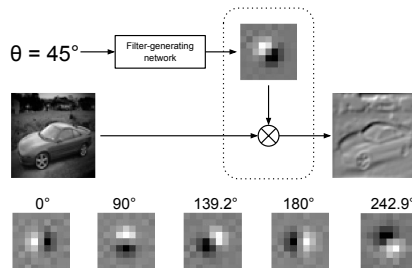 θ = 45°
Filter-generating
network
0°
90°
139.2°
180°
242.9°